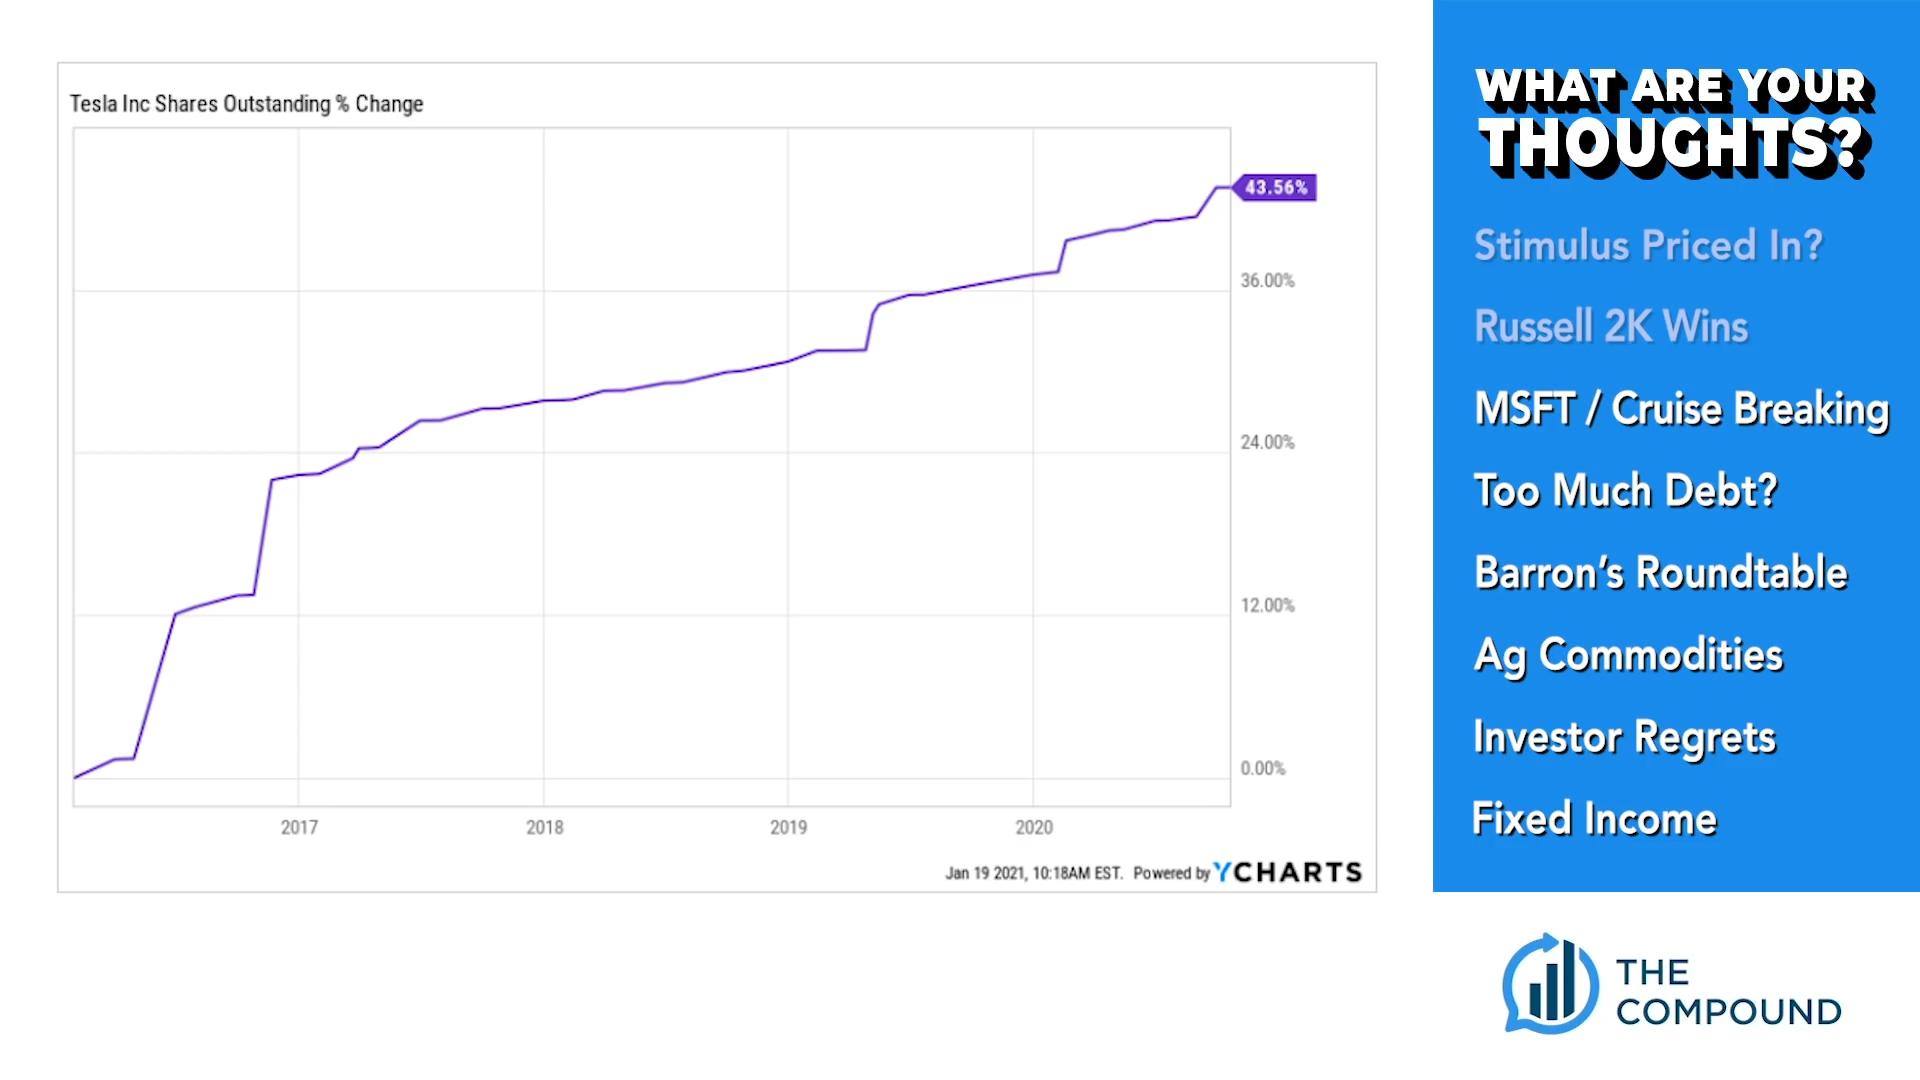 Tesla Inc Shares Outstanding % Change
43.56%
36.00%
24.00%
12.00%
0.00%
2017
2018
2019
2020
Jan 19 2021, 10:18AM EST. Powered by YCHARTS
WHAT ARE YOUR
THOUGHTS?
Stimulus Priced In?
Russell 2K Wins
MSFT / Cruise Breaking
Too Much Debt?
Barron's Roundtable
Ag Commodities
Investor Regrets
Fixed Income
THE
COMPOUND